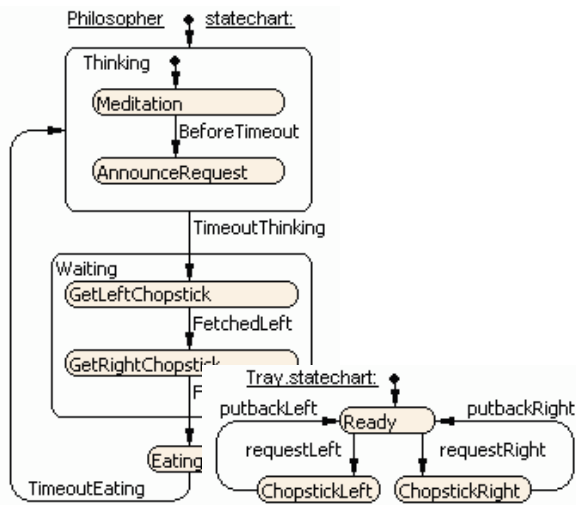 Philosopher statechart:
Thinking
Meditation
BeforeTimeout
AnnounceRequest
TimeoutThinking
Waiting
GetLeftChopstick
FetchedLeft
GetRightChopstick
F
Eating
TimeoutEating
Tray.statechart:
putbackLeft
putbackRight
Ready
requestLeft
requestRight
ChopstickLeft
ChopstickRight